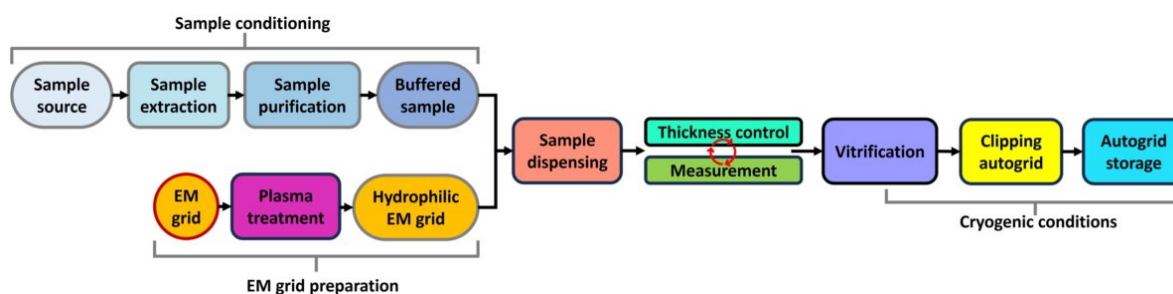 Sample conditioning
Sample
source
Sample
extraction
Sample
purification
Buffered
sample
EM
grid
Plasma
treatment
Hydrophilic
EM grid
EM grid preparation
Sample
dispensing
Thickness control
Measurement
Vitrification
Clipping
autogrid
Autogrid
storage
Cryogenic conditions